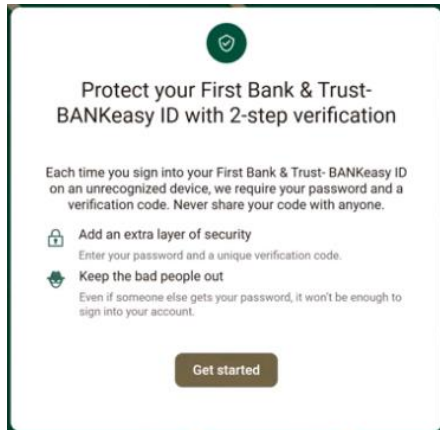 Protect your First Bank & Trust-
BANKeasy ID with 2-step verification
Each time you sign into your First Bank & Trust- BANKeasy ID
on an unrecognized device, we require your password and a
verification code. Never share your code with anyone.
Add an extra layer of security
Enter your password and a unique verification code.
Keep the bad people out
Even if someone else gets your password, it won't be enough to
sign into your account.
Get started